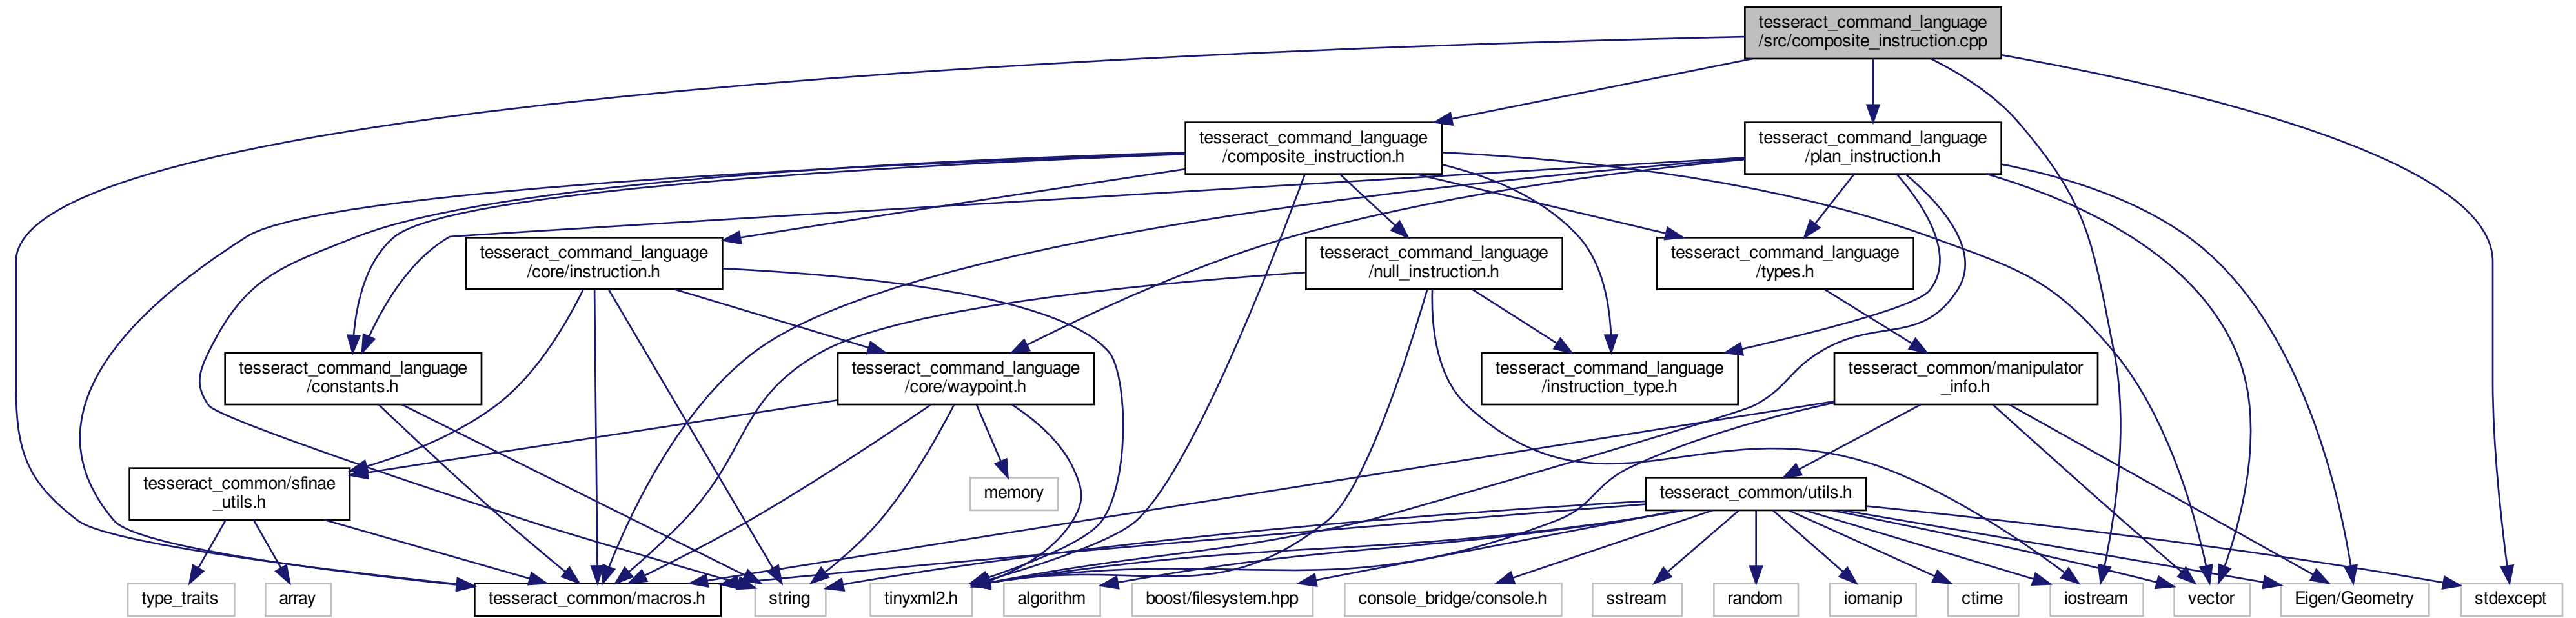 tesseract_command_language
/src/composite_instruction.cpp
tesseract_command_language
/composite_instruction.h
tesseract_command_language
/plan_instruction.h
tesseract_command_language
/core/instruction.h
tesseract_command_language
/null_instruction.h
tesseract_command_language
/types.h
tesseract_command_language
/constants.h
tesseract_command_language
/core/waypoint.h
tesseract_command_language
/instruction_type.h
tesseract_common/manipulator
_info.h
tesseract_common/sfinae
_utils.h
memory
tesseract_common/utils.h
type_traits
array
tesseract_common/macros.h
string
tinyxml2.h
algorithm
boost/filesystem.hpp
console_bridge/console.h
sstream
random
iomanip
ctime
iostream
vector
Eigen/Geometry
stdexcept